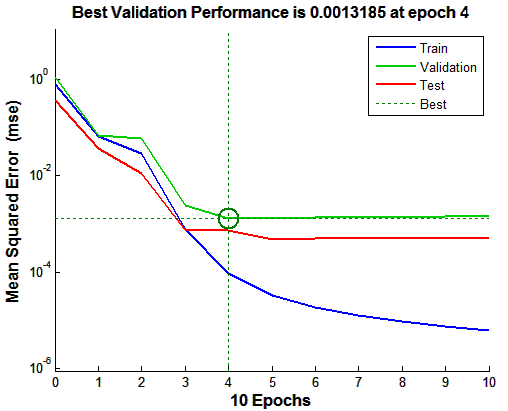 Best Validation Performance is 0.0013185 at epoch 4
Train
Validation
Test
Best
Mean Squared Error (mse)
10^0
10^-2
10^-4
10^-6
0 1 2 3 4 5 6 7 8 9 10
10 Epochs